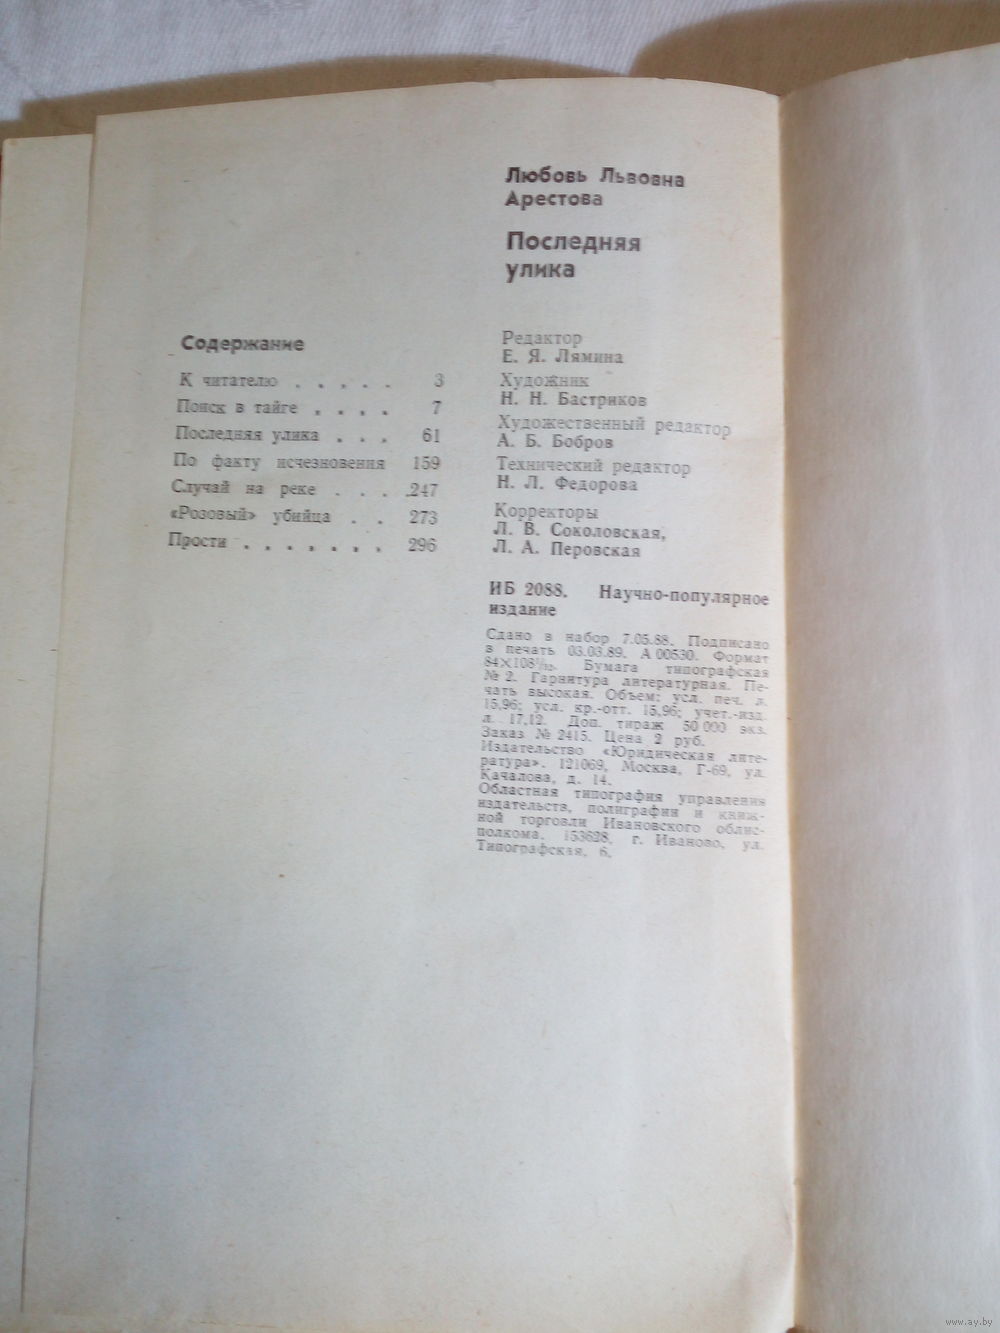 Любовь Львовна
Арестова
Последняя
улика
Содержание
К читателю . . . . . 3
Поиск в тайге . . . . 7
Последняя улика . . . 61
По факту исчезновения 159
Случай на реке . . . .247
«Розовый» убийца . . 273
Прости . . . . . . . 296
Редактор
Е. Я. Лямина
Художник
Н. Н. Бастриков
Художественный редактор
А. Б. Бобров
Технический редактор
Н. Л. Федорова
Корректоры
Л. В. Соколовская,
Л. А. Перовская
ИБ 2088. Научно-популярное
издание
Сдано в набор 7.05.88. Подписано
в печать 03.03.89. А 00530. Формат
84×108¹/₃₂. Бумага типографская
№ 2. Гарнитура литературная. Пе-
чать высокая. Объем: усл. печ. л.
15,96; усл. кр.-отт. 15,96; учет.-изд.
л. 17,12. Доп. тираж 50 000 экз.
Заказ № 2415. Цена 2 руб.
Издательство «Юридическая лите-
ратура». 121069, Москва, Г-69, ул.
Качалова, д. 14.
Областная типография управления
издательств, полиграфии и книж-
ной торговли Ивановского облис-
полкома. 153628, г. Иваново, ул.
Типографская, 6.
www.ay.by